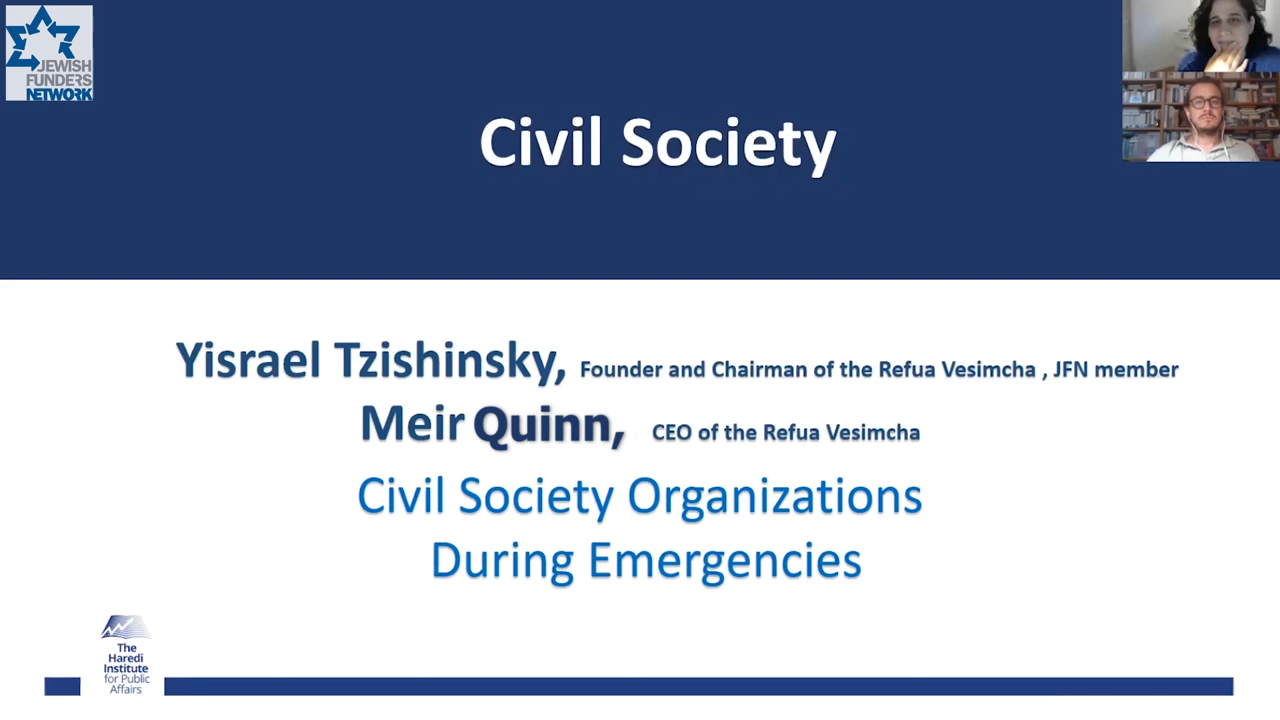 JEWISH
FUNDERS
NETWORK
Civil Society
Yisrael Tzishinsky, Founder and Chairman of the Refua Vesimcha , JFN member
Meir Quinn, CEO of the Refua Vesimcha
Civil Society Organizations
During Emergencies
The
Haredi
Institute
for Public
Affairs